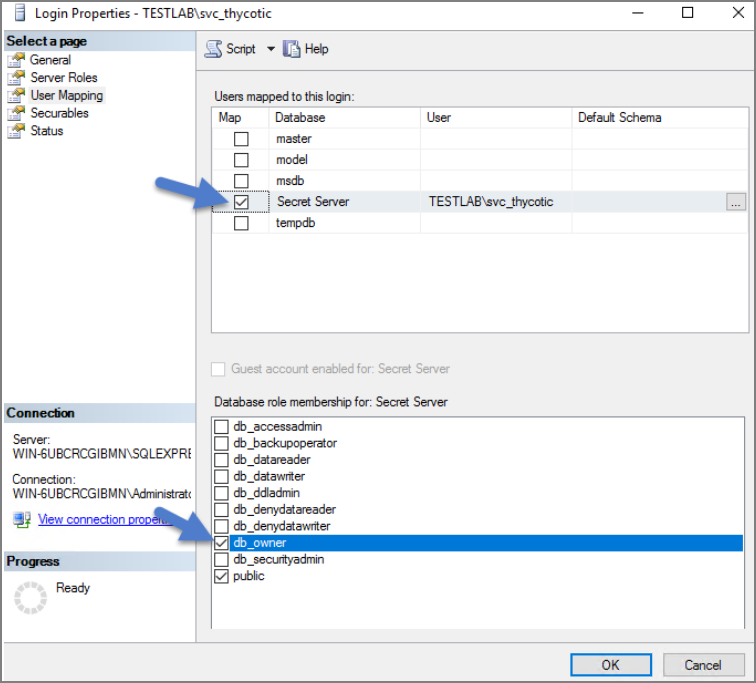 Login Properties - TESTLAB\svc_thycotic
Select a page
General
Server Roles
User Mapping
Securables
Status
Script Help
Users mapped to this login:
Map Database User Default Schema
master
model
msdb
Secret Server TESTLAB\svc_thycotic ...
tempdb
Guest account enabled for: Secret Server
Database role membership for: Secret Server
db_accessadmin
db_backupoperator
db_datareader
db_datawriter
db_ddladmin
db_denydatareader
db_denydatawriter
db_owner
db_securityadmin
public
Connection
Server:
WIN-6UBCRCGIBMN\SQLEXPRE
Connection:
WIN-6UBCRCGIBMN\Administrato
View connection
Progress
Ready
OK Cancel